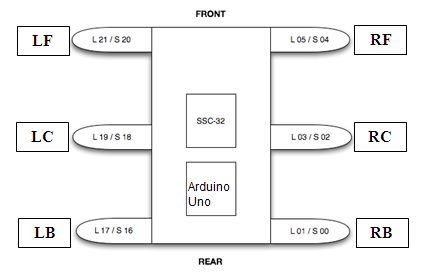 FRONT
LF
L 21 / S 20
L 05 / S 04
RF
SSC-32
LC
L 19 / S 18
L 03 / S 02
RC
Arduino
Uno
LB
L 17 / S 16
L 01 / S 00
RB
REAR